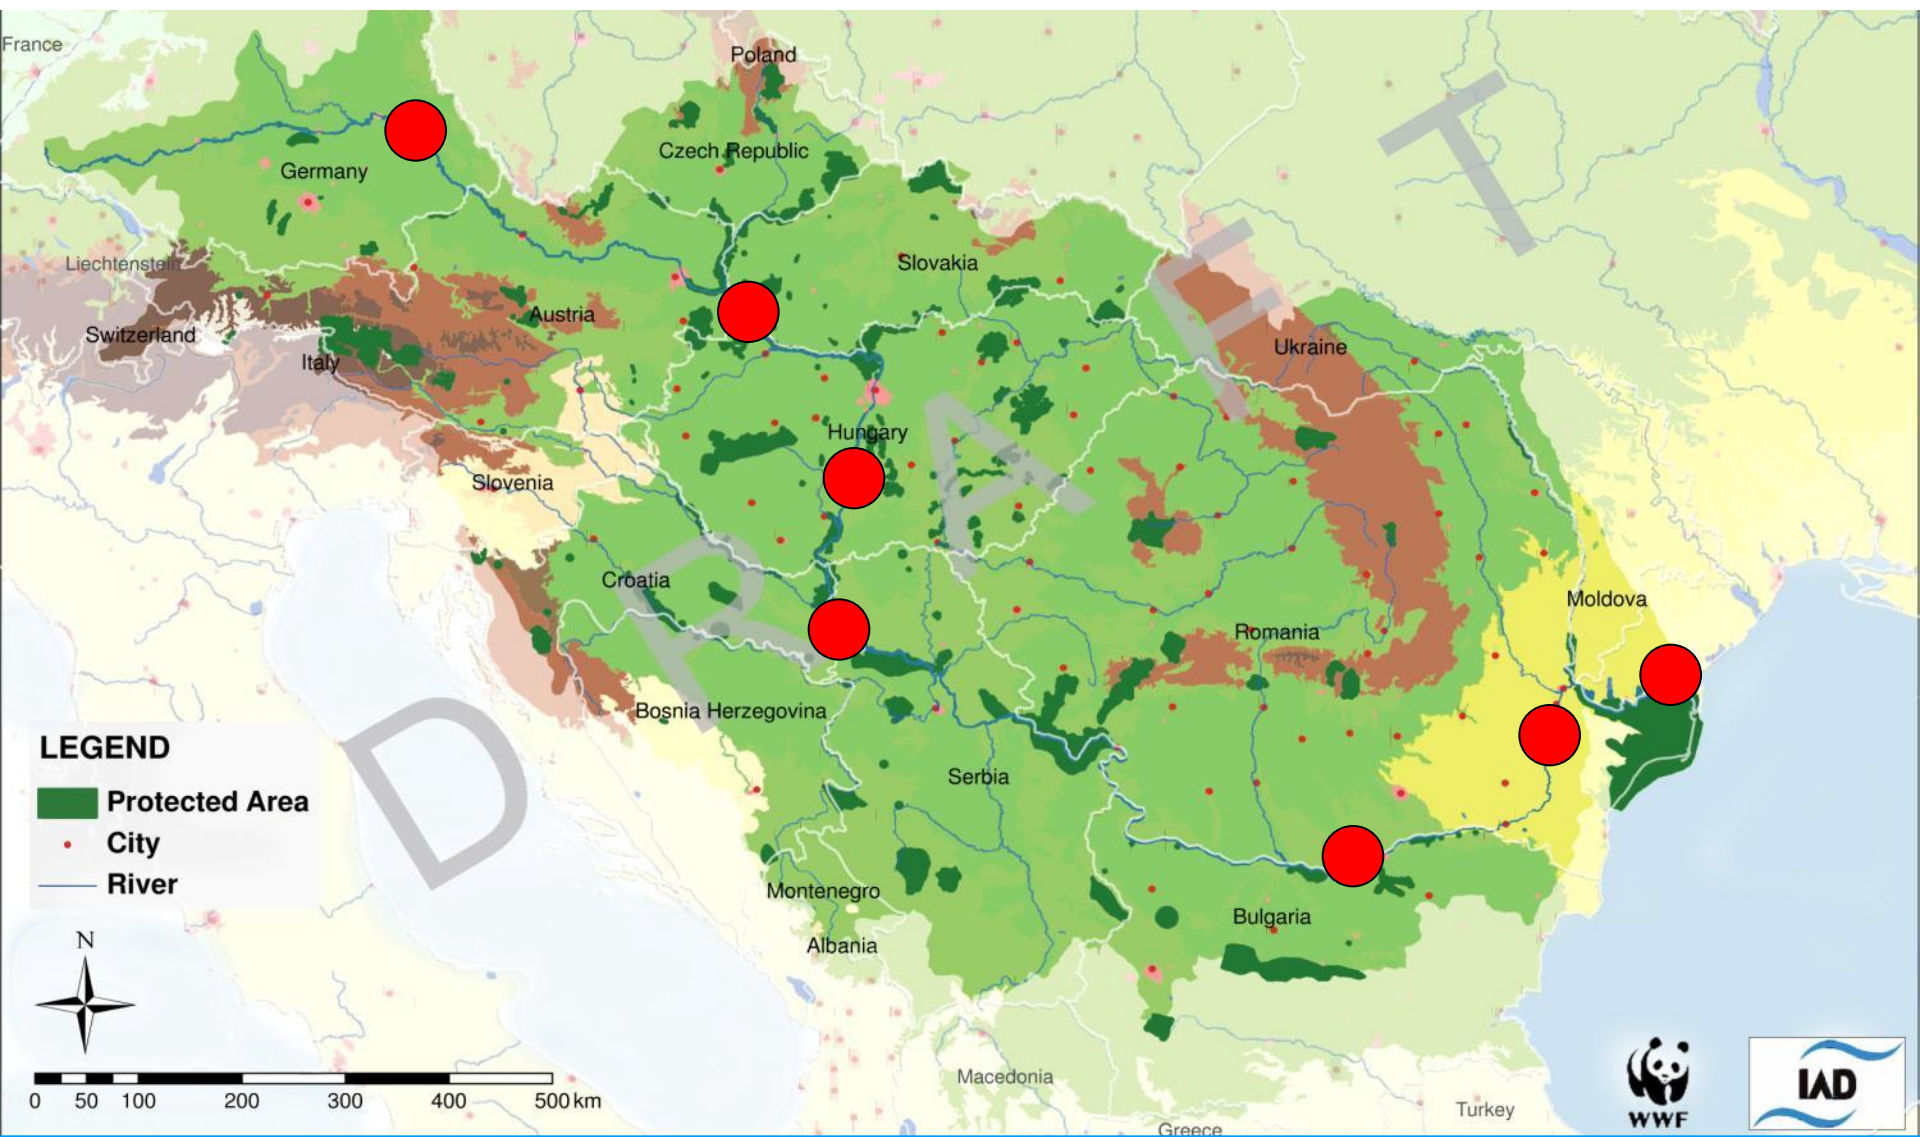 France
Poland
Czech Republic
Germany
Liechtenstein
Slovakia
Austria
Switzerland
Italy
Ukraine
Hungary
Slovenia
Croatia
Moldova
Romania
Bosnia Herzegovina
Serbia
Montenegro
Bulgaria
Albania
Macedonia
Turkey
Greece
DRAFT
LEGEND
Protected Area
City
River
N
0 50 100 200 300 400 500 km
WWF
IAD